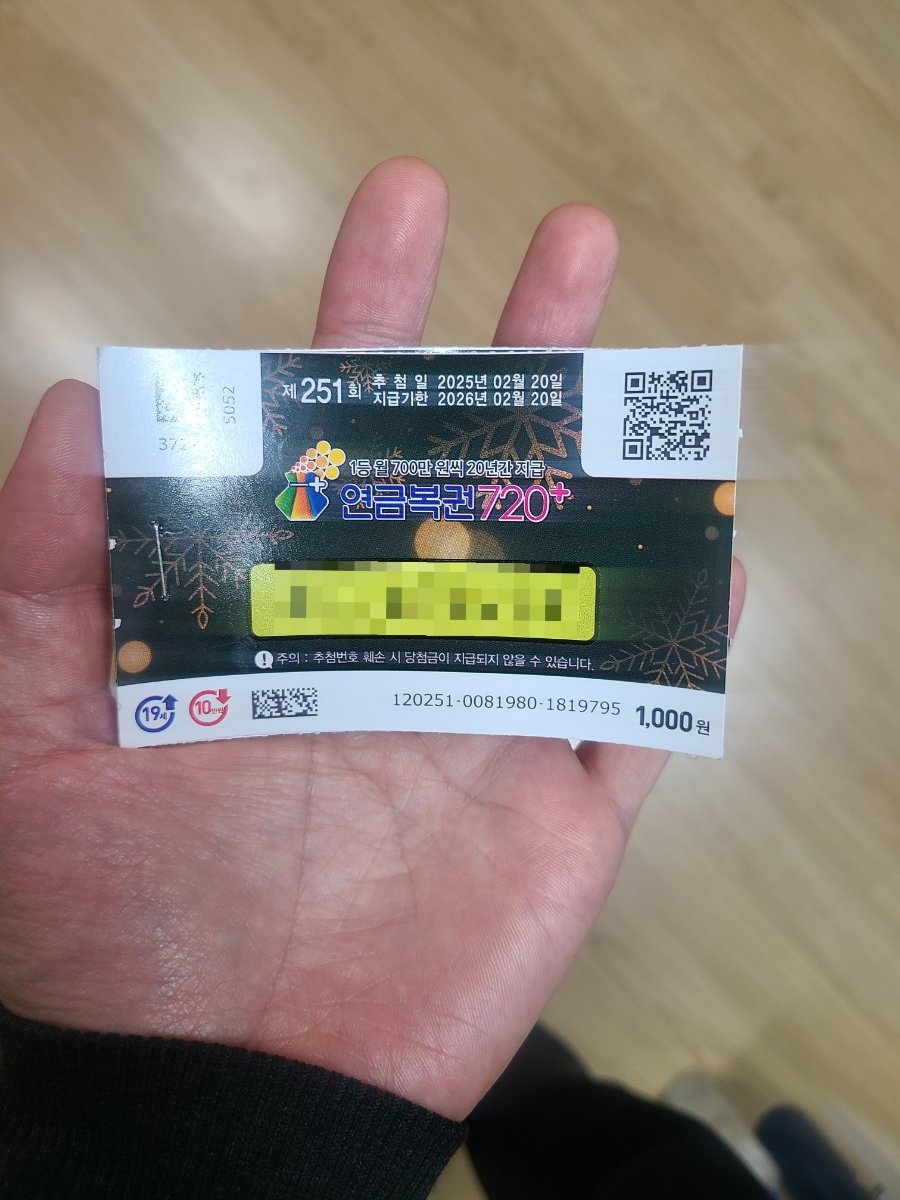 제 251 회
추 첨 일 2025년 02월 20일
지급기한 2026년 02월 20일
5052
1등 월 700만 원씩 20년간 지급
연금복권720+
! 주의 : 추첨번호 훼손 시 당첨금이 지급되지 않을 수 있습니다.
19세
10만원
120251-0081980-1819795
1,000원